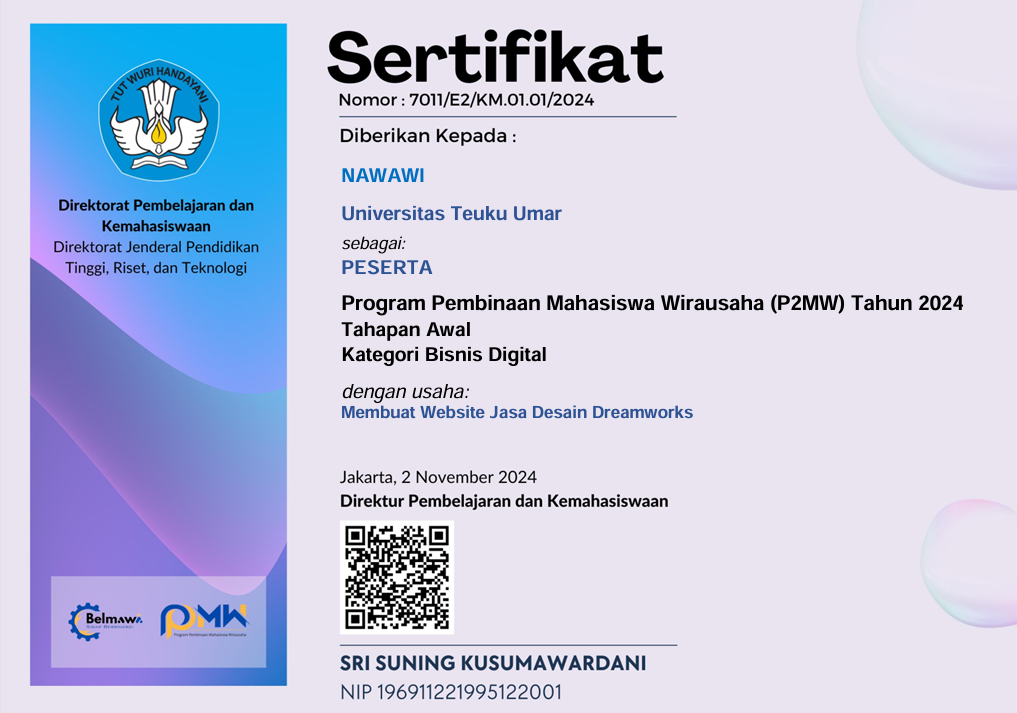 TUT WURI HANDAYANI
Direktorat Pembelajaran dan
Kemahasiswaan
Direktorat Jenderal Pendidikan
Tinggi, Riset, dan Teknologi
Belmawa
PMW
Program Pembinaan Mahasiswa Wirausaha
Sertifikat
Nomor : 7011/E2/KM.01.01/2024
Diberikan Kepada :
NAWAWI
Universitas Teuku Umar
sebagai:
PESERTA
Program Pembinaan Mahasiswa Wirausaha (P2MW) Tahun 2024
Tahapan Awal
Kategori Bisnis Digital
dengan usaha:
Membuat Website Jasa Desain Dreamworks
Jakarta, 2 November 2024
Direktur Pembelajaran dan Kemahasiswaan
SRI SUNING KUSUMAWARDANI
NIP 196911221995122001